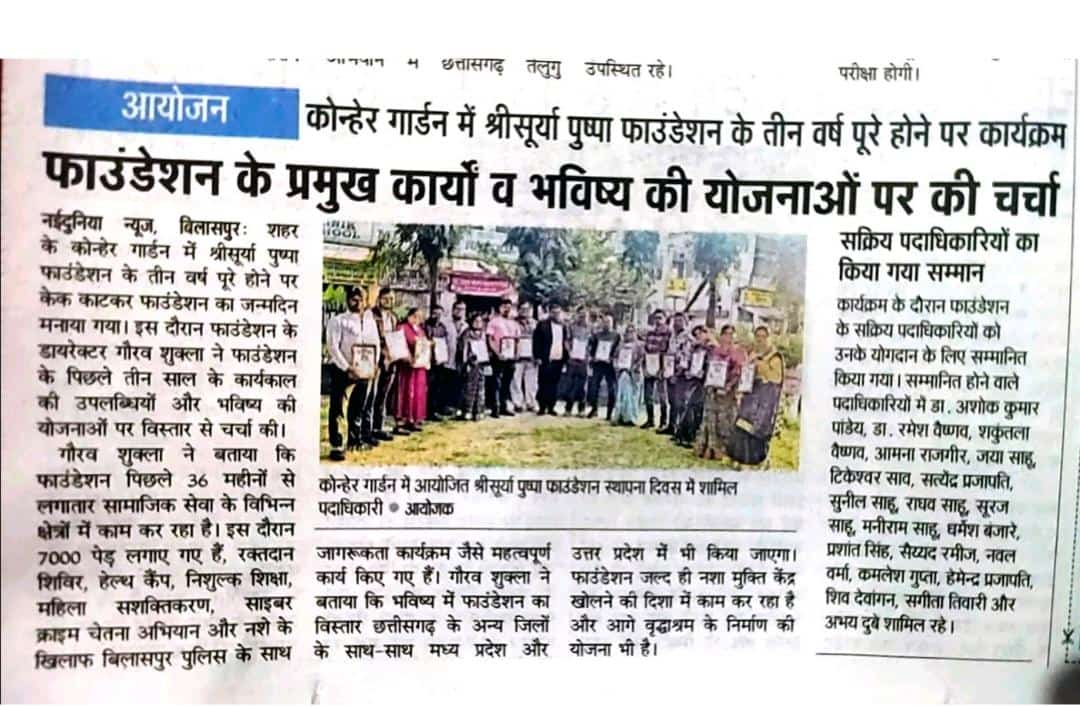 छत्तीसगढ़ तेलुगु उपस्थित रहे।
परीक्षा होगी।
आयोजन
कोन्हेर गार्डन में श्रीसूर्या पुष्पा फाउंडेशन के तीन वर्ष पूरे होने पर कार्यक्रम
फाउंडेशन के प्रमुख कार्यों व भविष्य की योजनाओं पर की चर्चा
नईदुनिया न्यूज, बिलासपुरः शहर
के कोन्हेर गार्डन में श्रीसूर्या पुष्पा
फाउंडेशन के तीन वर्ष पूरे होने पर
केक काटकर फाउंडेशन का जन्मदिन
मनाया गया। इस दौरान फाउंडेशन के
डायरेक्टर गौरव शुक्ला ने फाउंडेशन
के पिछले तीन साल के कार्यकाल
की उपलब्धियों और भविष्य की
योजनाओं पर विस्तार से चर्चा की।
गौरव शुक्ला ने बताया कि
फाउंडेशन पिछले 36 महीनों से
लगातार सामाजिक सेवा के विभिन्न
क्षेत्रों में काम कर रहा है। इस दौरान
7000 पेड़ लगाए गए हैं, रक्तदान
शिविर, हेल्थ कैंप, निशुल्क शिक्षा,
महिला सशक्तिकरण, साइबर
क्राइम चेतना अभियान और नशे के
खिलाफ बिलासपुर पुलिस के साथ
कोन्हेर गार्डन में आयोजित श्रीसूर्या पुष्पा फाउंडेशन स्थापना दिवस में शामिल
पदाधिकारी ● आयोजक
जागरूकता कार्यक्रम जैसे महत्वपूर्ण
कार्य किए गए हैं। गौरव शुक्ला ने
बताया कि भविष्य में फाउंडेशन का
विस्तार छत्तीसगढ़ के अन्य जिलों
के साथ-साथ मध्य प्रदेश और
उत्तर प्रदेश में भी किया जाएगा।
फाउंडेशन जल्द ही नशा मुक्ति केंद्र
खोलने की दिशा में काम कर रहा है
और आगे वृद्धाश्रम के निर्माण की
योजना भी है।
सक्रिय पदाधिकारियों का
किया गया सम्मान
कार्यक्रम के दौरान फाउंडेशन
के सक्रिय पदाधिकारियों को
उनके योगदान के लिए सम्मानित
किया गया। सम्मानित होने वाले
पदाधिकारियों में डा. अशोक कुमार
पांडेय, डा. रमेश वैष्णव, शकुंतला
वैष्णव, आमना राजगीर, जया साहू,
टिकेश्वर साव, सत्येंद्र प्रजापति,
सुनील साहू, राघव साहू, सूरज
साहू, मनीराम साहू, धर्मेश बंजारे,
प्रशांत सिंह, सैय्यद रमीज, नवल
वर्मा, कमलेश गुप्ता, हेमेन्द्र प्रजापति,
शिव देवांगन, सगीता तिवारी और
अभय दुबे शामिल रहे।